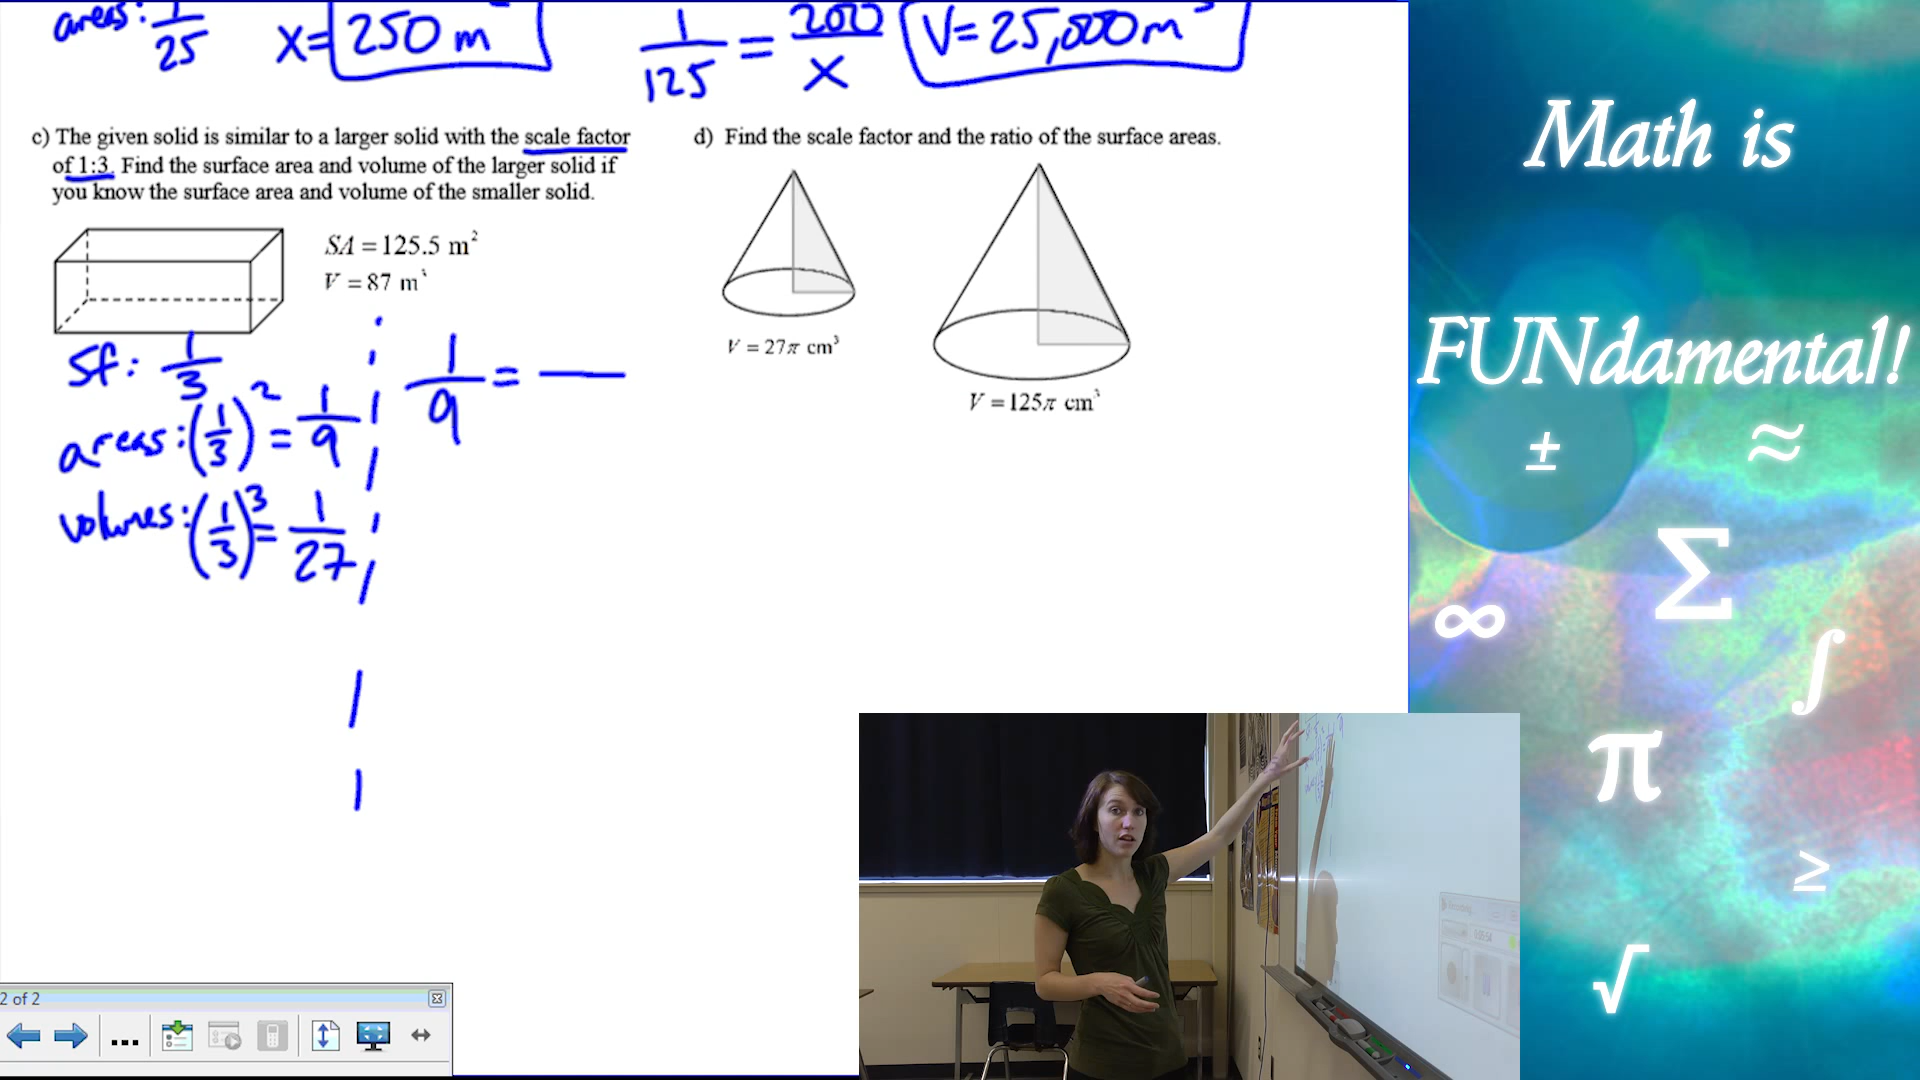 areas: 1/25 x= 250 m 1/125 = 200/x V= 25,000 m³
c) The given solid is similar to a larger solid with the scale factor
of 1:3. Find the surface area and volume of the larger solid if
you know the surface area and volume of the smaller solid.
SA = 125.5 m²
V = 87 m³
sf: 1/3
areas: (1/3)² = 1/9
volumes: (1/3)³ = 1/27
1/9 = —
d) Find the scale factor and the ratio of the surface areas.
V = 27π cm³
V = 125π cm³
Math is
FUNdamental!
± ≈
Σ
∞
∫
π
≥
√
2 of 2
...